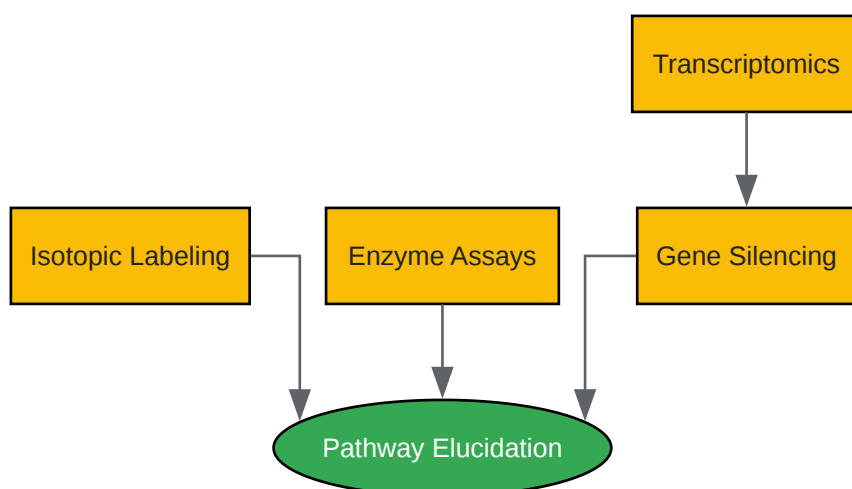 Transcriptomics
Isotopic Labeling
Enzyme Assays
Gene Silencing
Pathway Elucidation